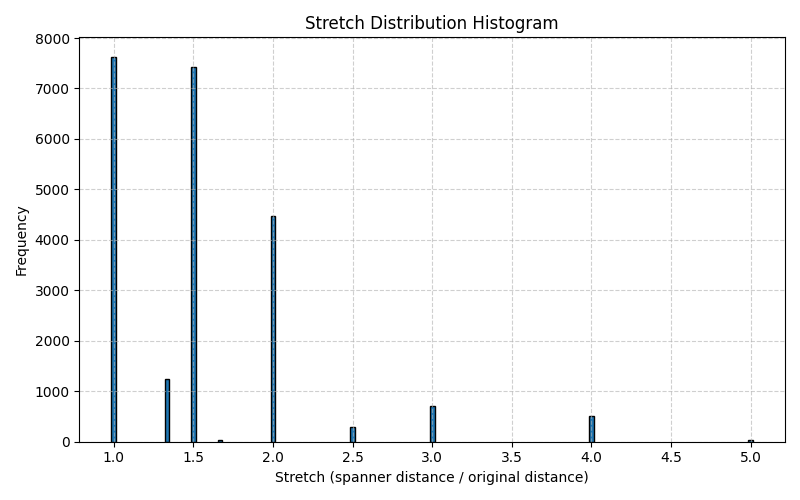 Stretch Distribution Histogram
8000
7000
6000
5000
4000
3000
2000
1000
0
Frequency
1.0 1.5 2.0 2.5 3.0 3.5 4.0 4.5 5.0
Stretch (spanner distance / original distance)